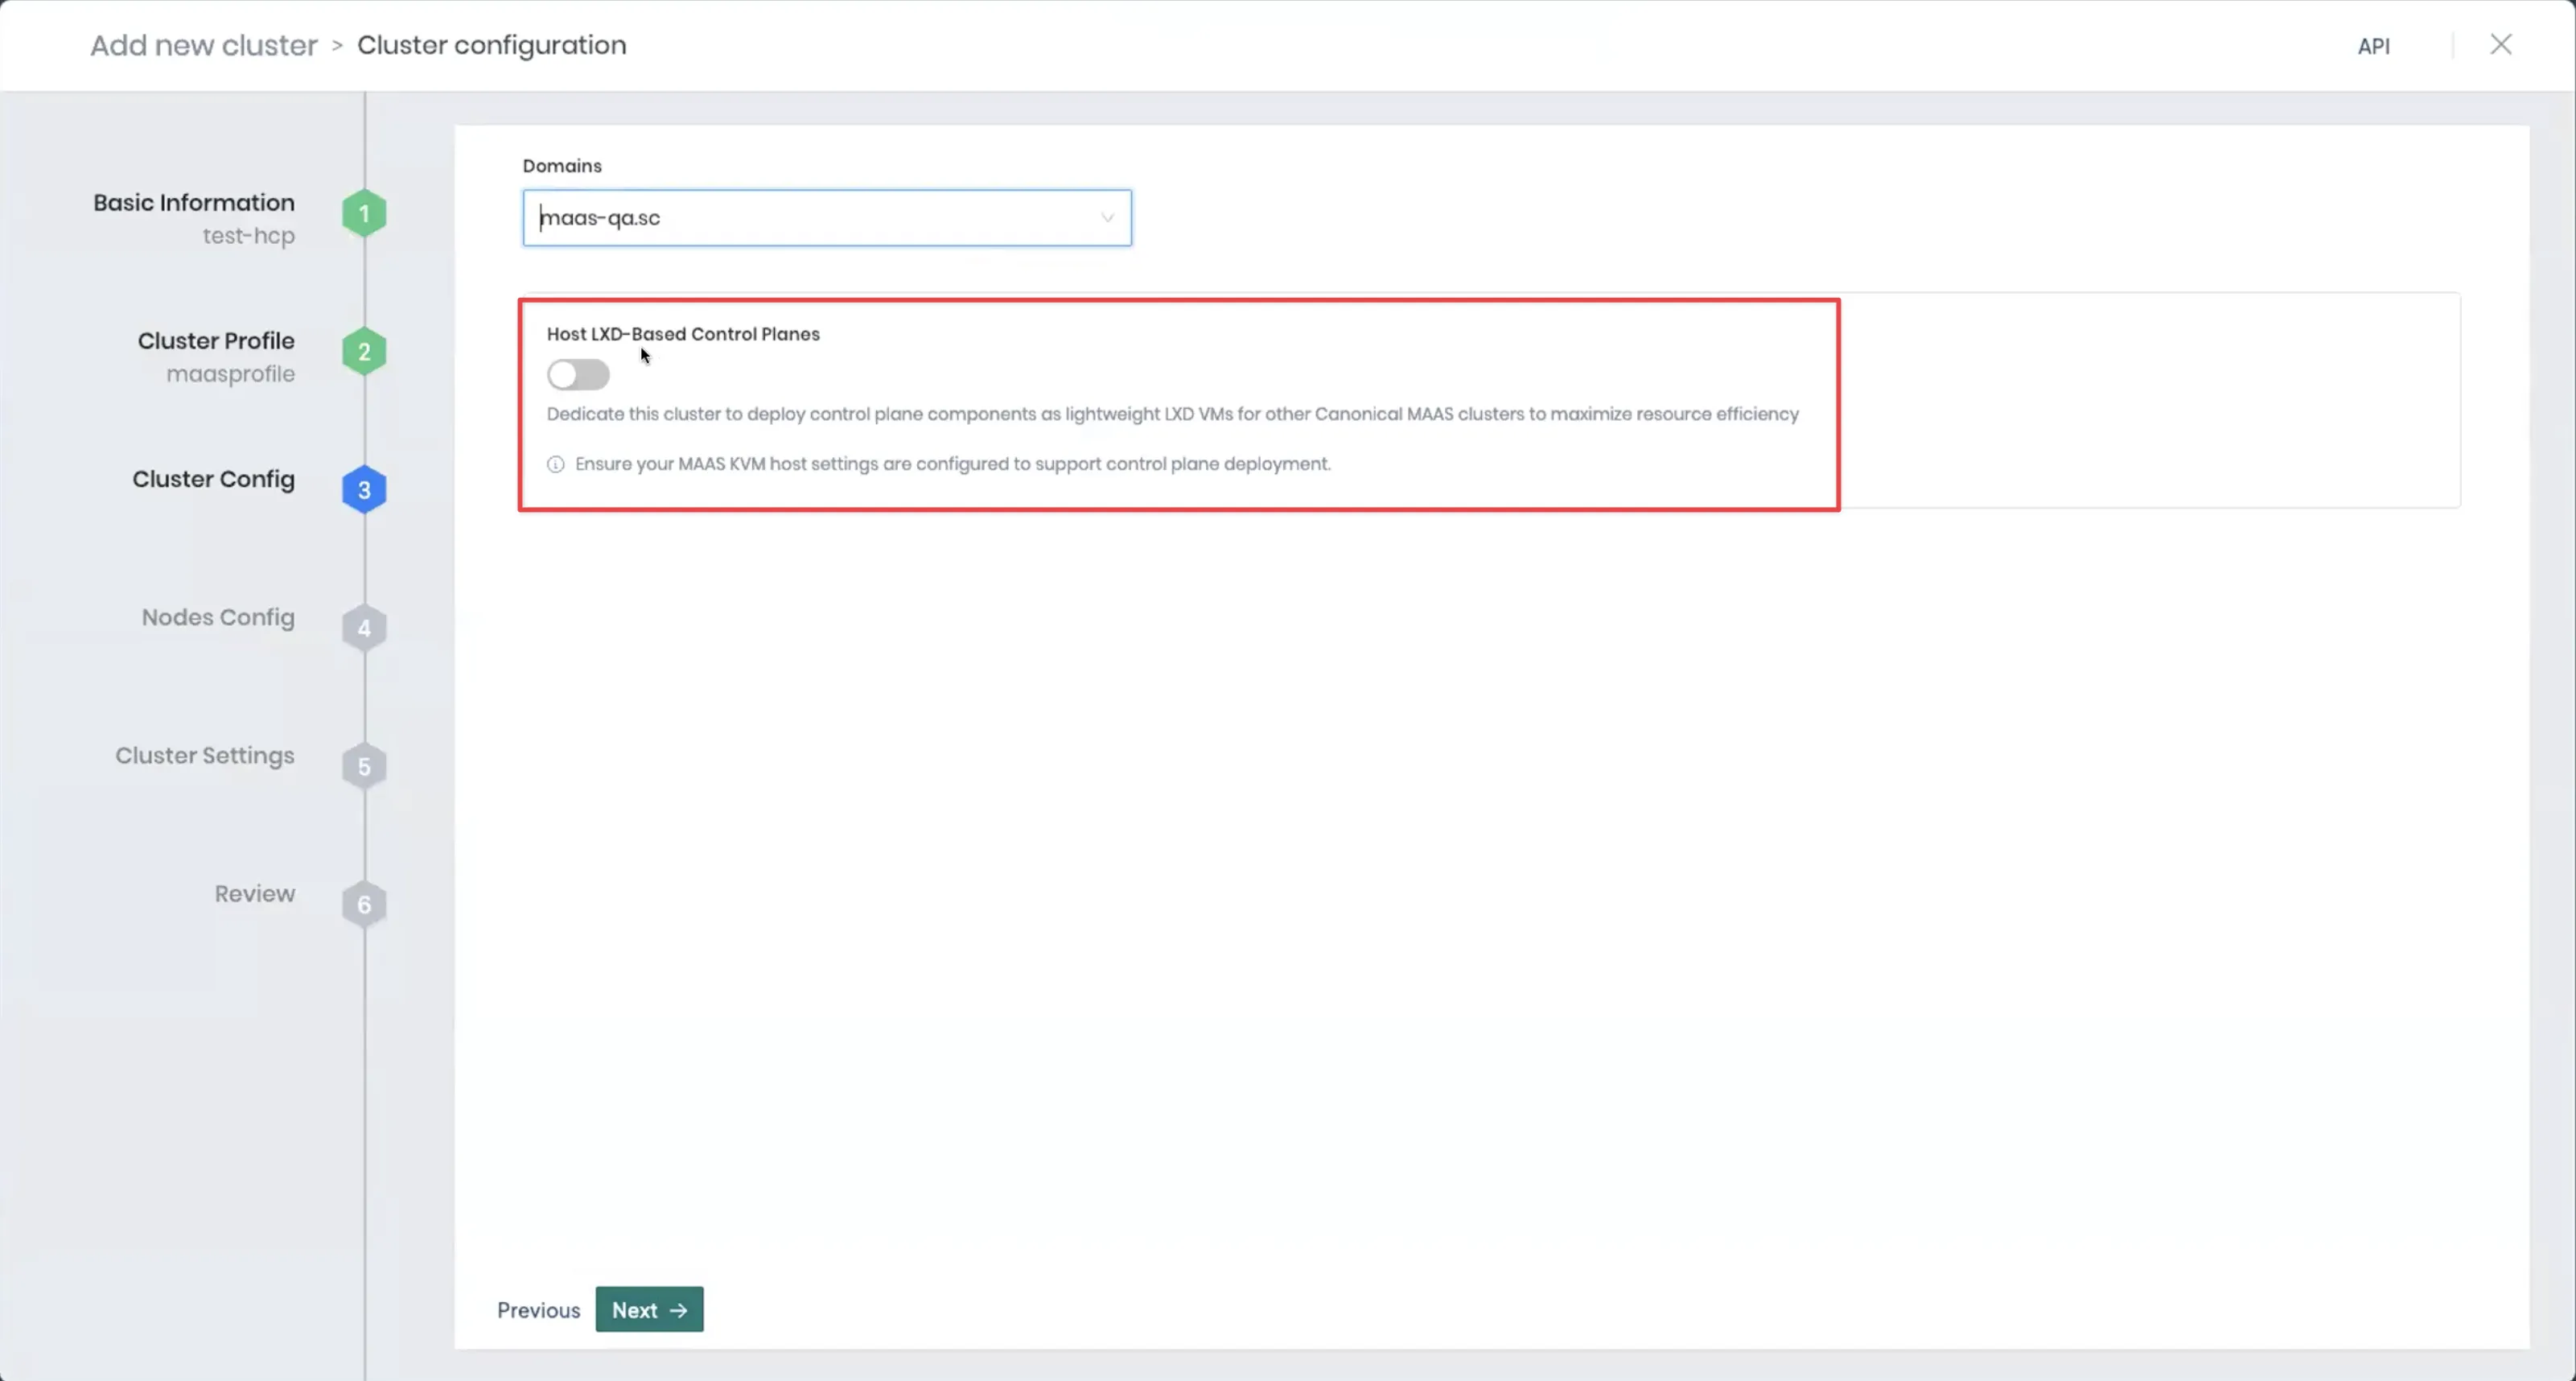 Add new cluster > Cluster configuration
API
Basic Information
test-hcp
1
Cluster Profile
maasprofile
2
Cluster Config
3
Nodes Config
4
Cluster Settings
5
Review
6
Domains
maas-qa.sc
Host LXD-Based Control Planes
Dedicate this cluster to deploy control plane components as lightweight LXD VMs for other Canonical MAAS clusters to maximize resource efficiency
Ensure your MAAS KVM host settings are configured to support control plane deployment.
Previous
Next →